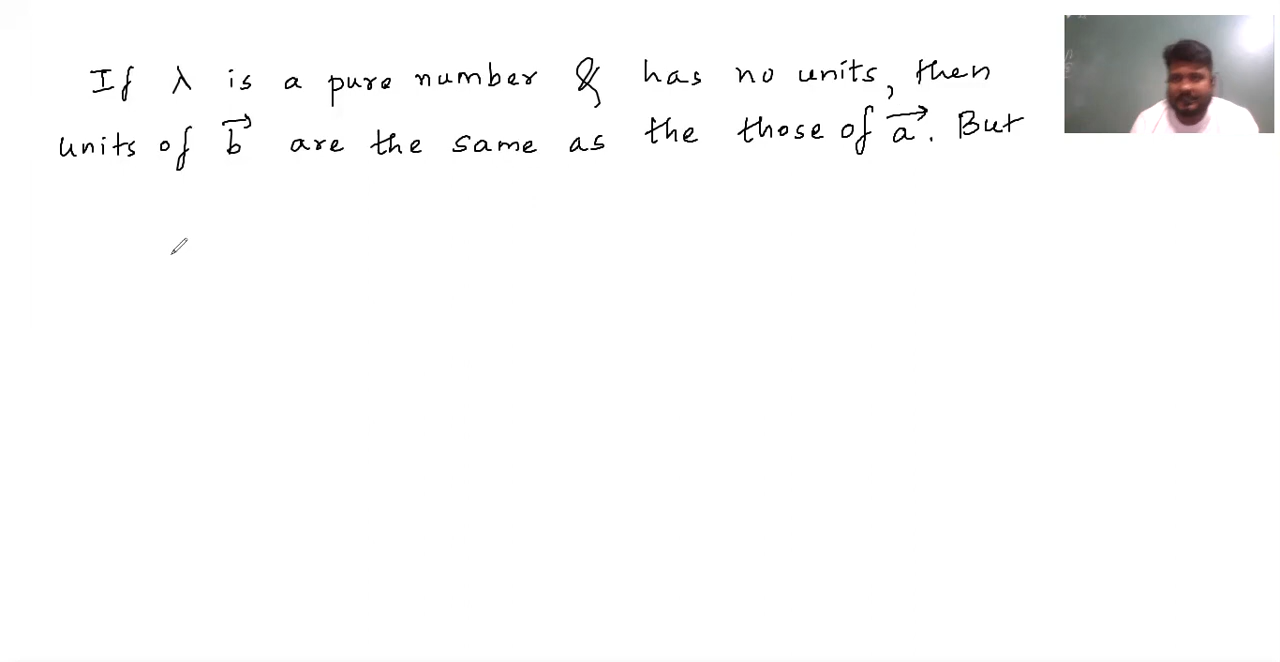 If λ is a pure number & has no units, then
units of b⃗ are the same as the those of a⃗. But